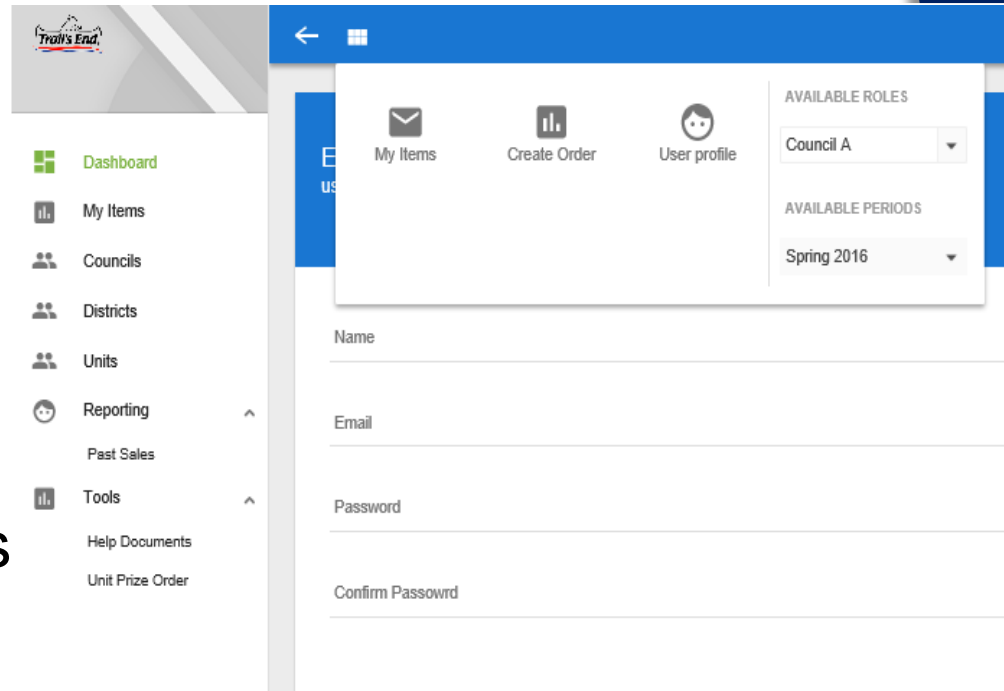 Trail's End
Dashboard
My Items
Councils
Districts
Units
Reporting
Past Sales
Tools
Help Documents
Unit Prize Order
s
My Items
Create Order
User profile
AVAILABLE ROLES
Council A
AVAILABLE PERIODS
Spring 2016
E
us
Name
Email
Password
Confirm Passowrd